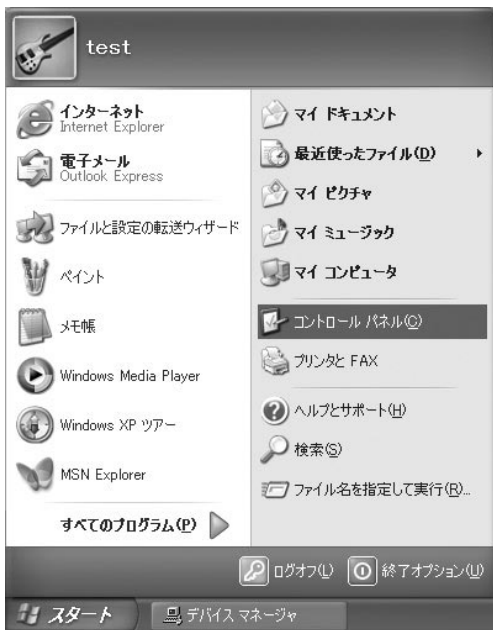 test
インターネット
Internet Explorer
電子メール
Outlook Express
ファイルと設定の転送ウィザード
ペイント
メモ帳
Windows Media Player
Windows XP ツアー
MSN Explorer
すべてのプログラム(P)
マイ ドキュメント
最近使ったファイル(D)
マイ ピクチャ
マイ ミュージック
マイ コンピュータ
コントロール パネル(C)
プリンタと FAX
ヘルプとサポート(H)
検索(S)
ファイル名を指定して実行(R)...
ログオフ(L)
終了オプション(U)
スタート
デバイス マネージャ